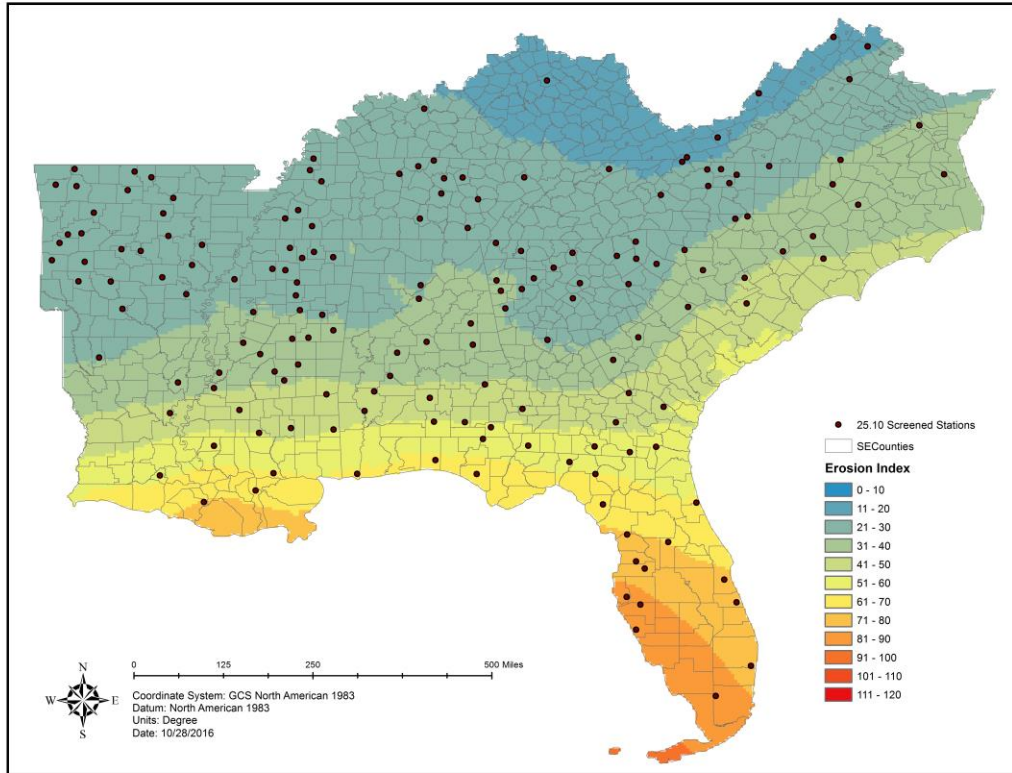 25.10 Screened Stations
SECounties
Erosion Index
0 - 10
11 - 20
21 - 30
31 - 40
41 - 50
51 - 60
61 - 70
71 - 80
81 - 90
91 - 100
101 - 110
111 - 120
N
W E
S
0 125 250 500 Miles
Coordinate System: GCS North American 1983
Datum: North American 1983
Units: Degree
Date: 10/28/2016